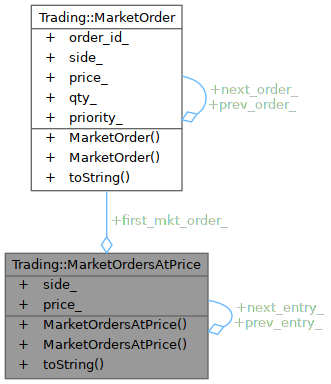 Trading::MarketOrder
+ order_id_
+ side_
+ price_
+ qty_
+ priority_
+ MarketOrder()
+ MarketOrder()
+ toString()
+next_order_
+prev_order_
+first_mkt_order_
Trading::MarketOrdersAtPrice
+ side_
+ price_
+ MarketOrdersAtPrice()
+ MarketOrdersAtPrice()
+ toString()
+next_entry_
+prev_entry_